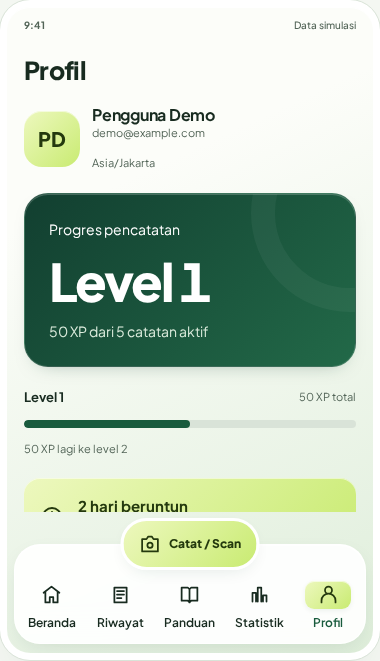 9:41
Data simulasi
Profil
PD
Pengguna Demo
demo@example.com
Asia/Jakarta
Progres pencatatan
Level 1
50 XP dari 5 catatan aktif
Level 1
50 XP total
50 XP lagi ke level 2
2 hari beruntun
Catat / Scan
Beranda
Riwayat
Panduan
Statistik
Profil